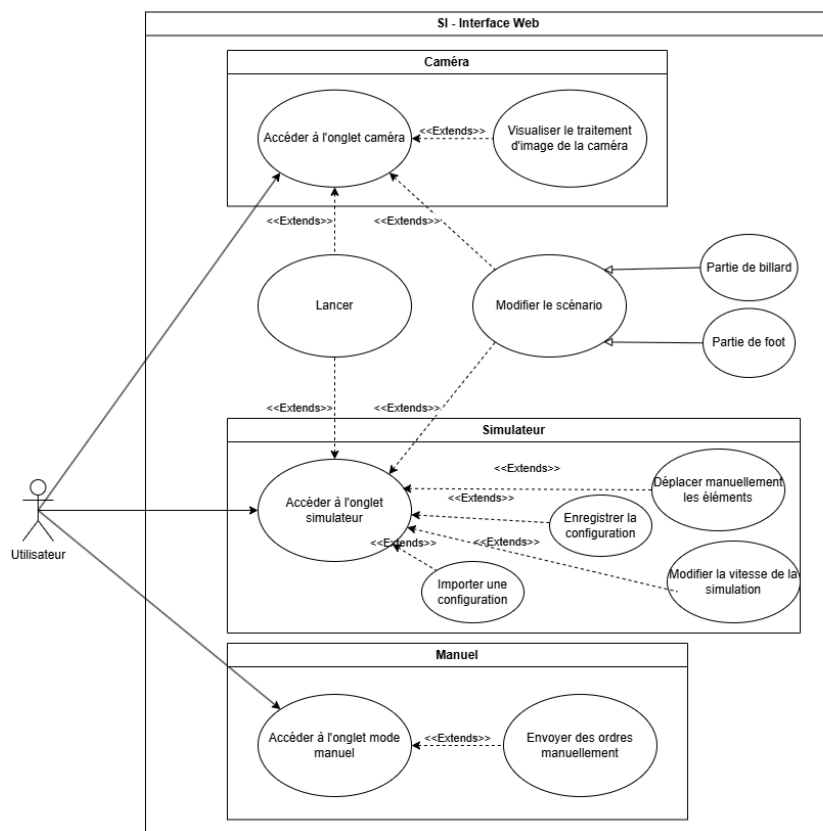 SI - Interface Web
Caméra
Accéder à l'onglet caméra
<<Extends>>
Visualiser le traitement
d'image de la caméra
<<Extends>>
<<Extends>>
Lancer
Modifier le scénario
Partie de billard
Partie de foot
<<Extends>>
<<Extends>>
Simulateur
Accéder à l'onglet
simulateur
<<Extends>>
Déplacer manuellement
les éléments
<<Extends>>
Enregistrer la
configuration
<<Extends>>
Importer une
configuration
<<Extends>>
Modifier la vitesse de la
simulation
Utilisateur
Manuel
Accéder à l'onglet mode
manuel
<<Extends>>
Envoyer des ordres
manuellement